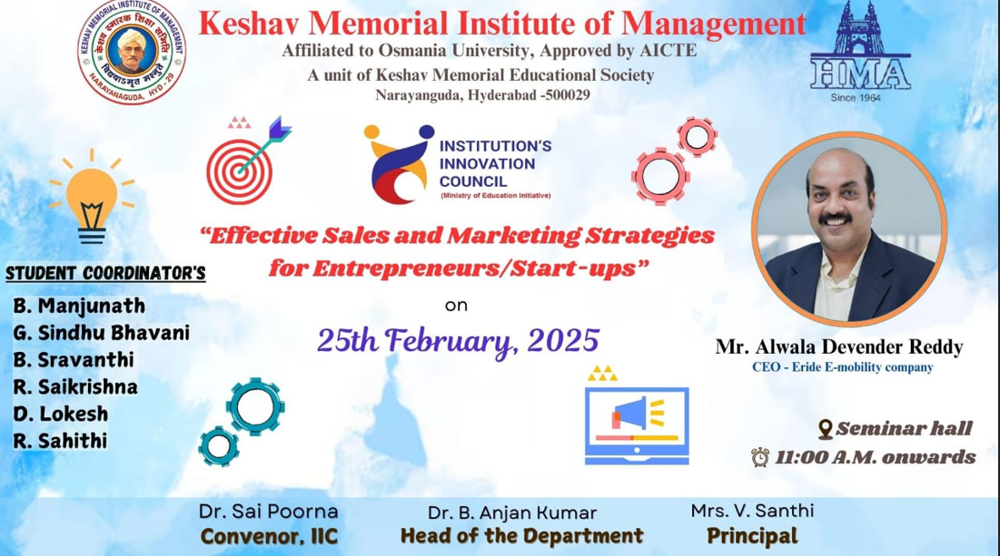 KESHAV MEMORIAL INSTITUTE OF MANAGEMENT
केशव स्मारक शिक्षा समिति
विद्ययाऽमृत मश्नुते
NARAYANAGUDA, HYD - 29
Keshav Memorial Institute of Management
Affiliated to Osmania University, Approved by AICTE
A unit of Keshav Memorial Educational Society
Narayanguda, Hyderabad -500029
HMA
Since 1964
INSTITUTION'S
INNOVATION
COUNCIL
(Ministry of Education Initiative)
“Effective Sales and Marketing Strategies
for Entrepreneurs/Start-ups”
on
25th February, 2025
STUDENT COORDINATOR'S
B. Manjunath
G. Sindhu Bhavani
B. Sravanthi
R. Saikrishna
D. Lokesh
R. Sahithi
Mr. Alwala Devender Reddy
CEO - Eride E-mobility company
Seminar hall
11:00 A.M. onwards
Dr. Sai Poorna
Convenor, IIC
Dr. B. Anjan Kumar
Head of the Department
Mrs. V. Santhi
Principal